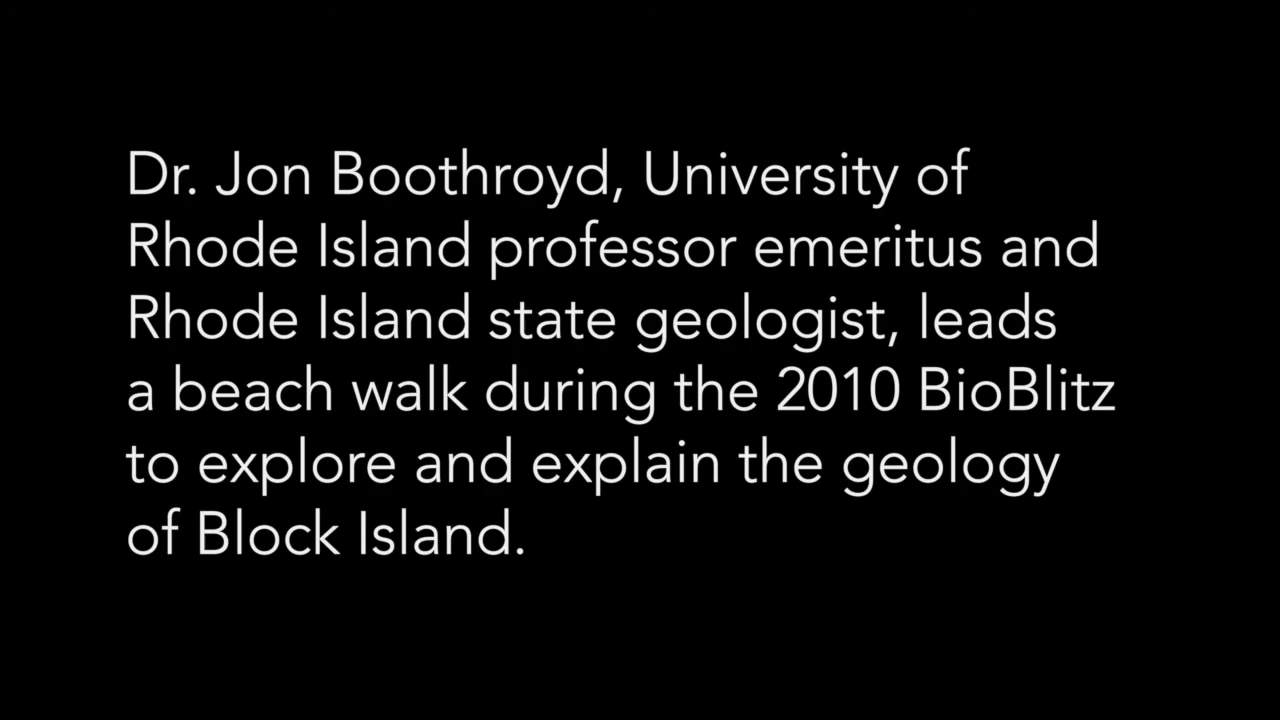 Dr. Jon Boothroyd, University of
Rhode Island professor emeritus and
Rhode Island state geologist, leads
a beach walk during the 2010 BioBlitz
to explore and explain the geology
of Block Island.